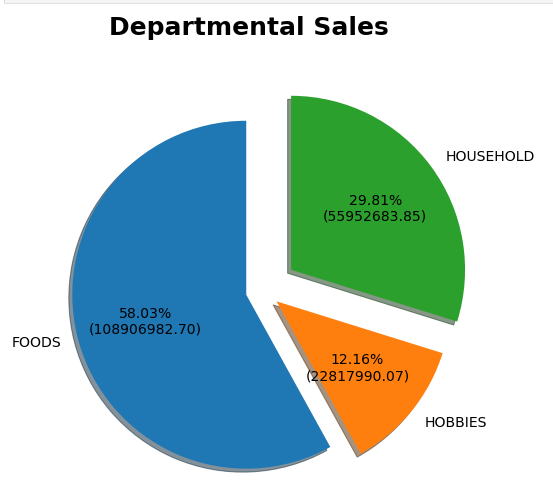 Departmental Sales
HOUSEHOLD
29.81%
(55952683.85)
58.03%
(108906982.70)
FOODS
12.16%
(22817990.07)
HOBBIES